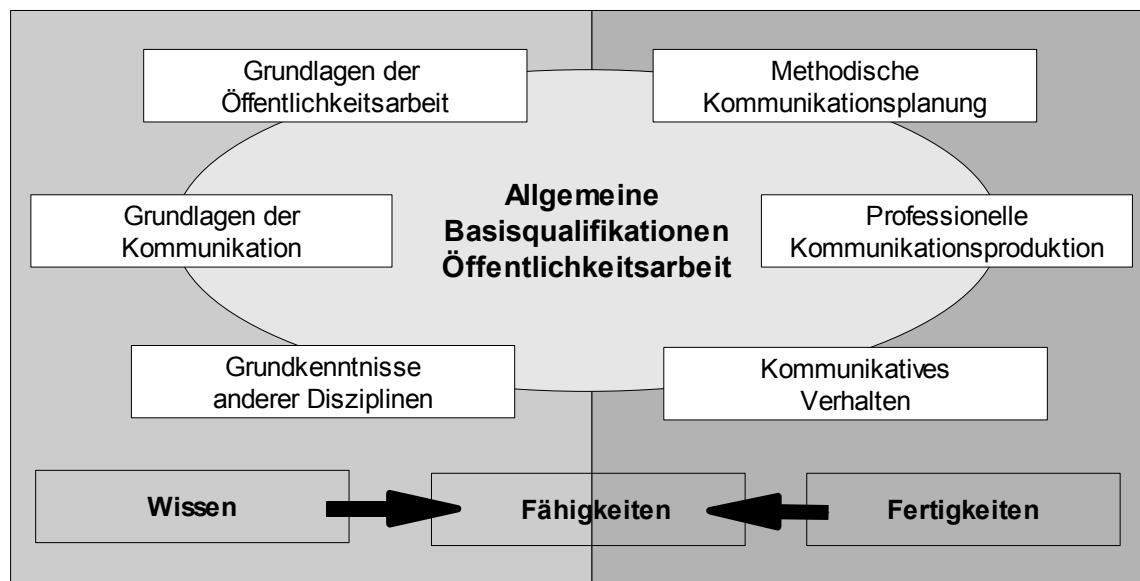 Grundlagen der
Öffentlichkeitsarbeit
Methodische
Kommunikationsplanung
Grundlagen der
Kommunikation
Allgemeine
Basisqualifikationen
Öffentlichkeitsarbeit
Professionelle
Kommunikationsproduktion
Grundkenntnisse
anderer Disziplinen
Kommunikatives
Verhalten
Wissen
Fähigkeiten
Fertigkeiten